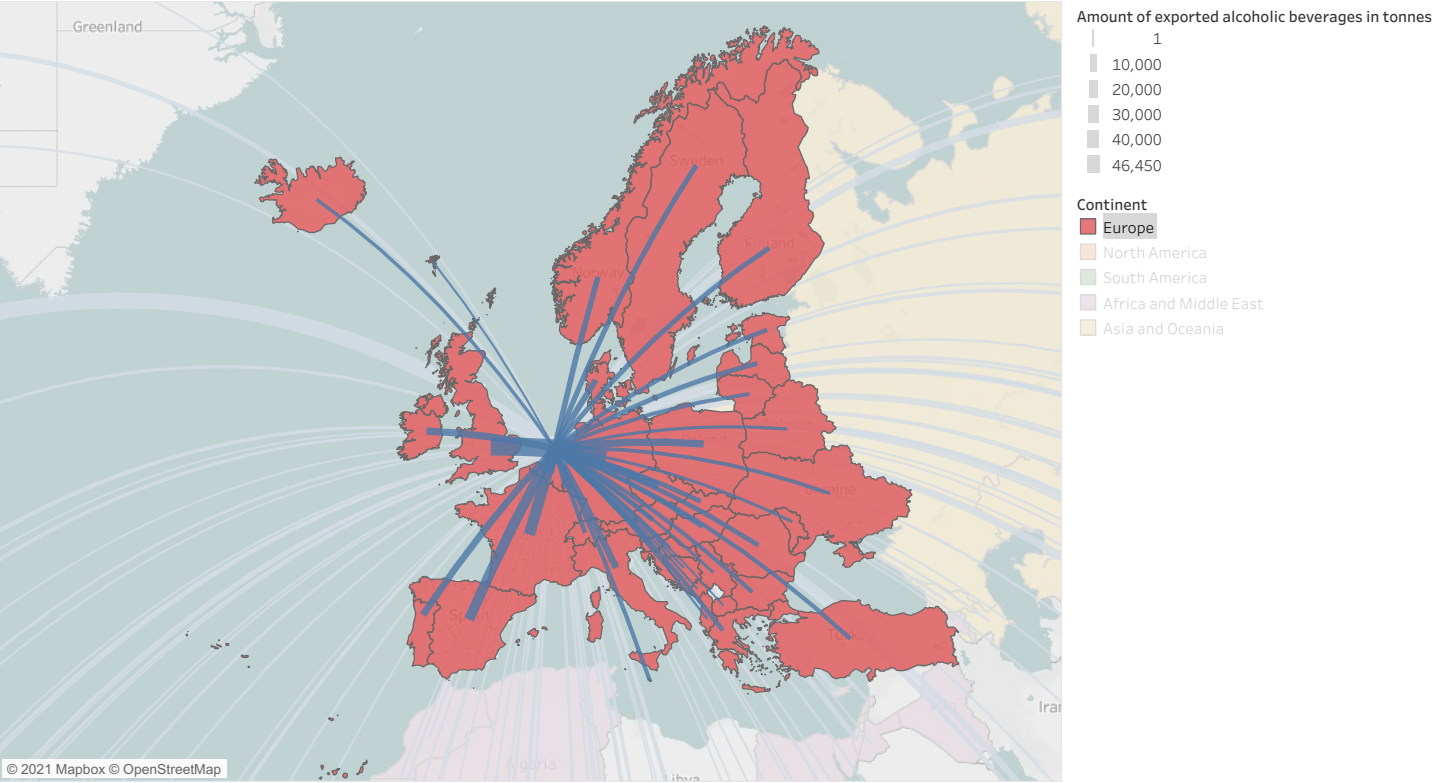 Greenland
Sweden
Finland
Norway
Poland
Ukraine
Spain
Turkey
Algeria
Libya
Iran
© 2021 Mapbox © OpenStreetMap
Amount of exported alcoholic beverages in tonnes
1
10,000
20,000
30,000
40,000
46,450
Continent
Europe
North America
South America
Africa and Middle East
Asia and Oceania